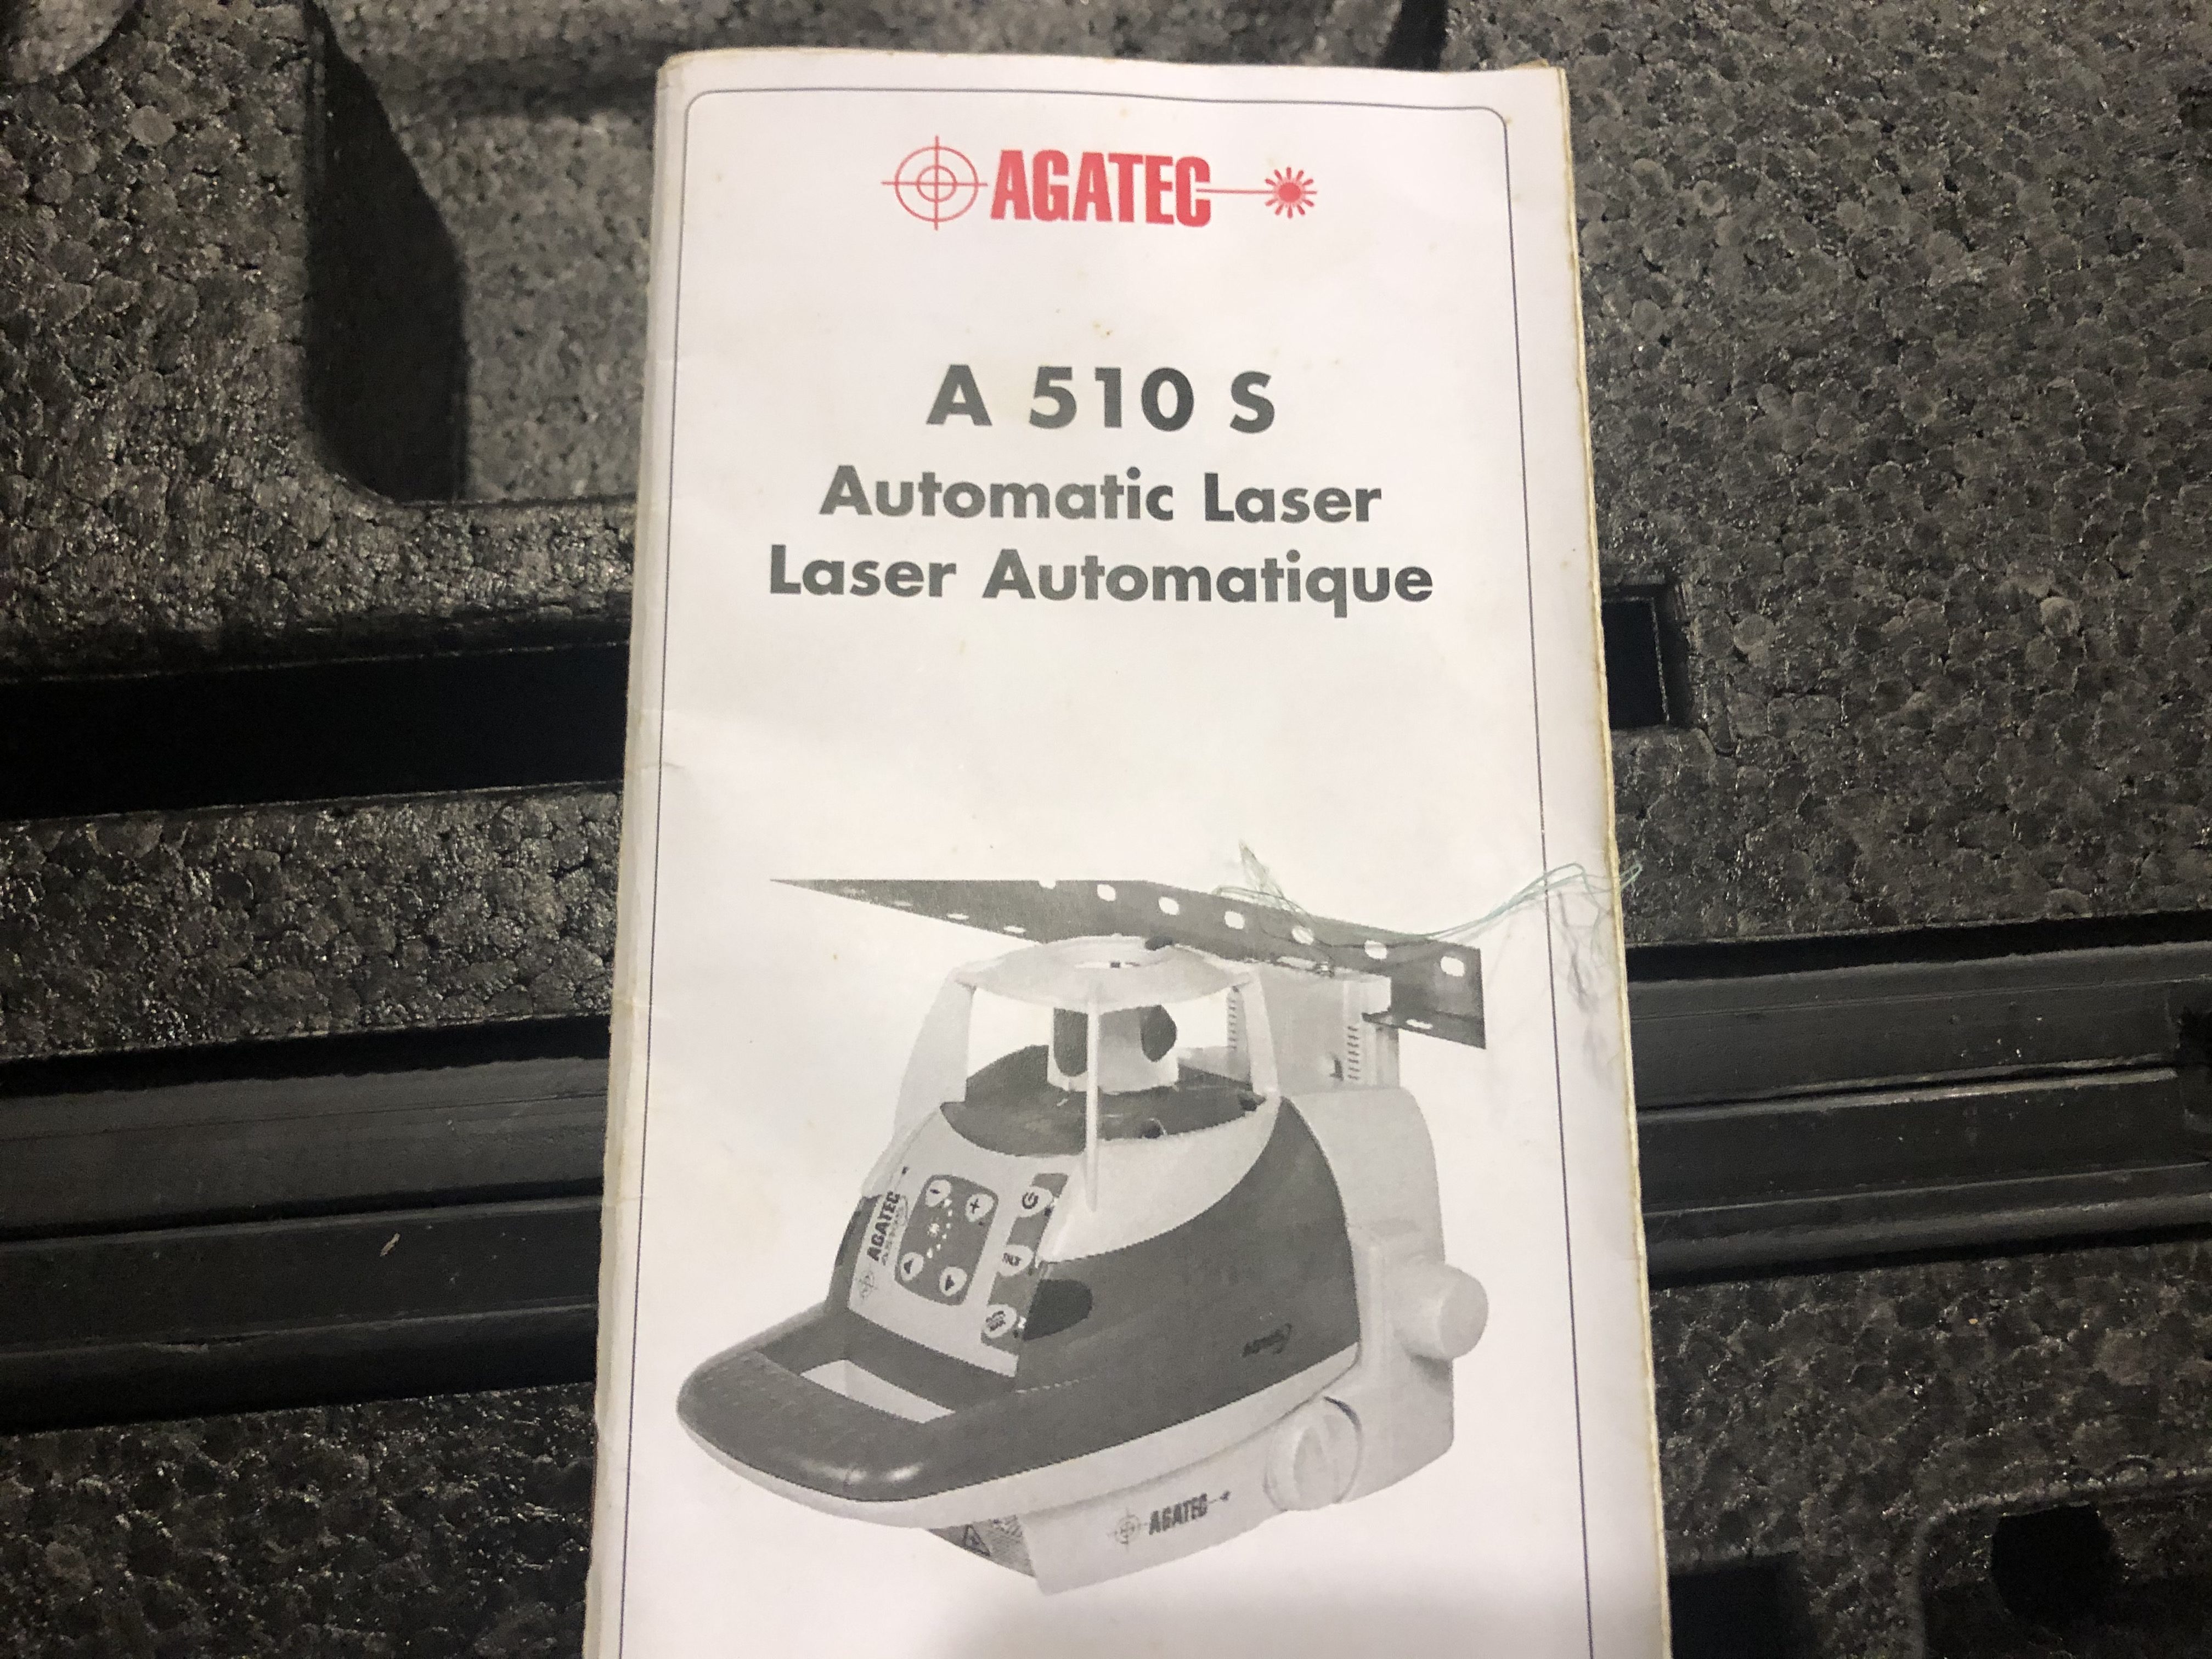 AGATEC
A 510 S
Automatic Laser
Laser Automatique
AGATEC
AGATEC